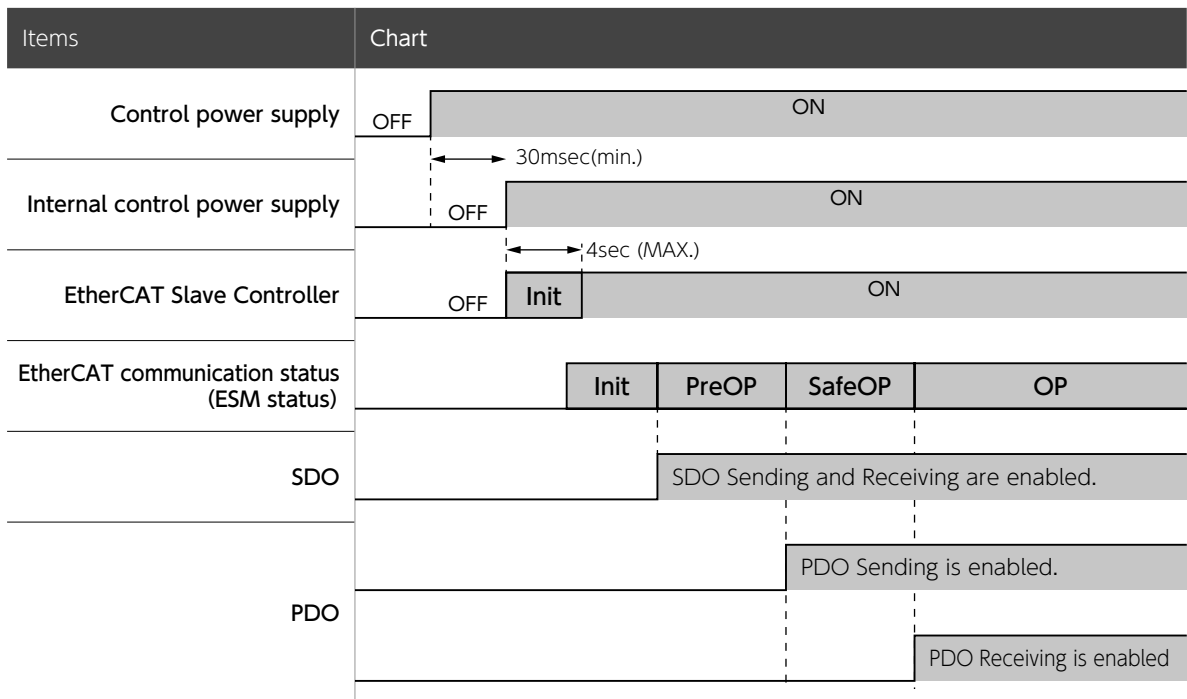 Items
Chart
Control power supply
OFF
ON
30msec(min.)
Internal control power supply
OFF
ON
4sec (MAX.)
EtherCAT Slave Controller
OFF
Init
ON
EtherCAT communication status
(ESM status)
Init
PreOP
SafeOP
OP
SDO
SDO Sending and Receiving are enabled.
PDO
PDO Sending is enabled.
PDO Receiving is enabled